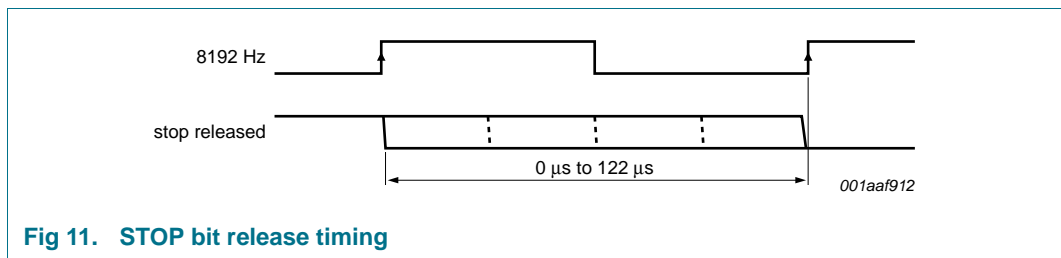 8192 Hz
stop released
0 μs to 122 μs
001aaf912
Fig 11. STOP bit release timing